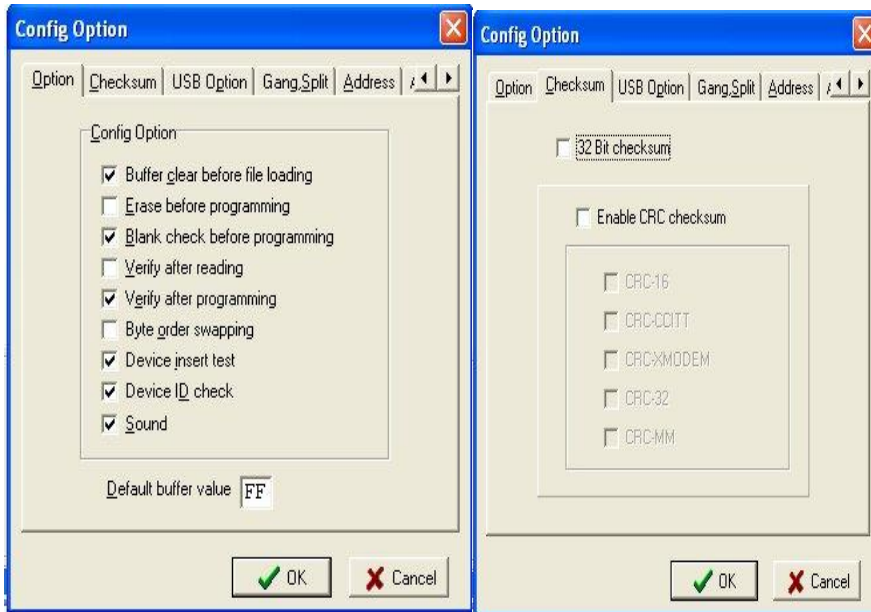 Config Option
Option Checksum USB Option Gang,Split Address
Config Option
Buffer clear before file loading
Erase before programming
Blank check before programming
Verify after reading
Verify after programming
Byte order swapping
Device insert test
Device ID check
Sound
Default buffer value FF
OK Cancel
Config Option
Option Checksum USB Option Gang,Split Address
32 Bit checksum
Enable CRC checksum
CRC-16
CRC-CCITT
CRC-XMODEM
CRC-32
CRC-MM
OK Cancel